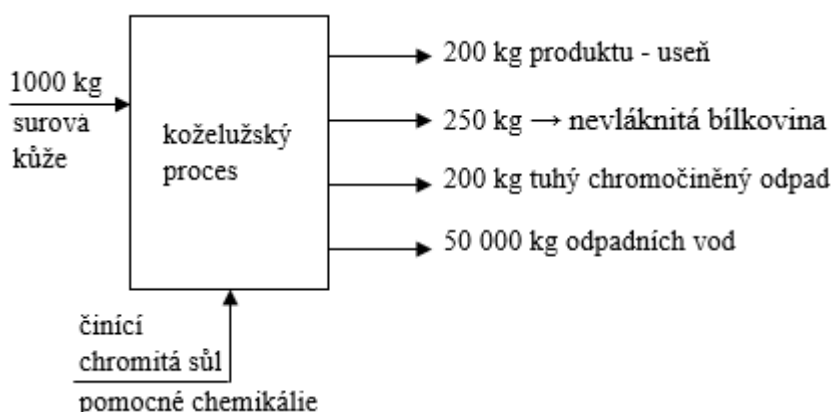 1000 kg
surová
kůže
koželužský
proces
200 kg produktu - useň
250 kg → nevláknitá bílkovina
200 kg tuhý chromočiněný odpad
50 000 kg odpadních vod
činící
chromitá sůl
pomocné chemikálie